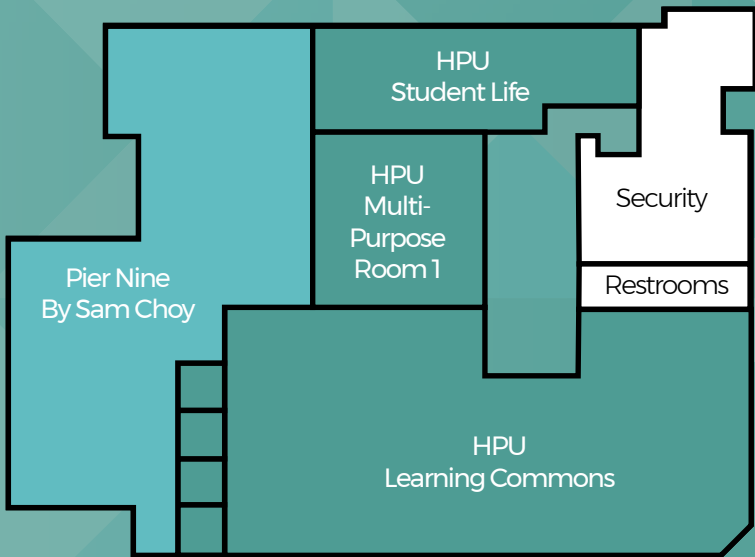 HPU
Student Life
HPU
Multi-
Purpose
Room 1
Security
Pier Nine
By Sam Choy
Restrooms
HPU
Learning Commons